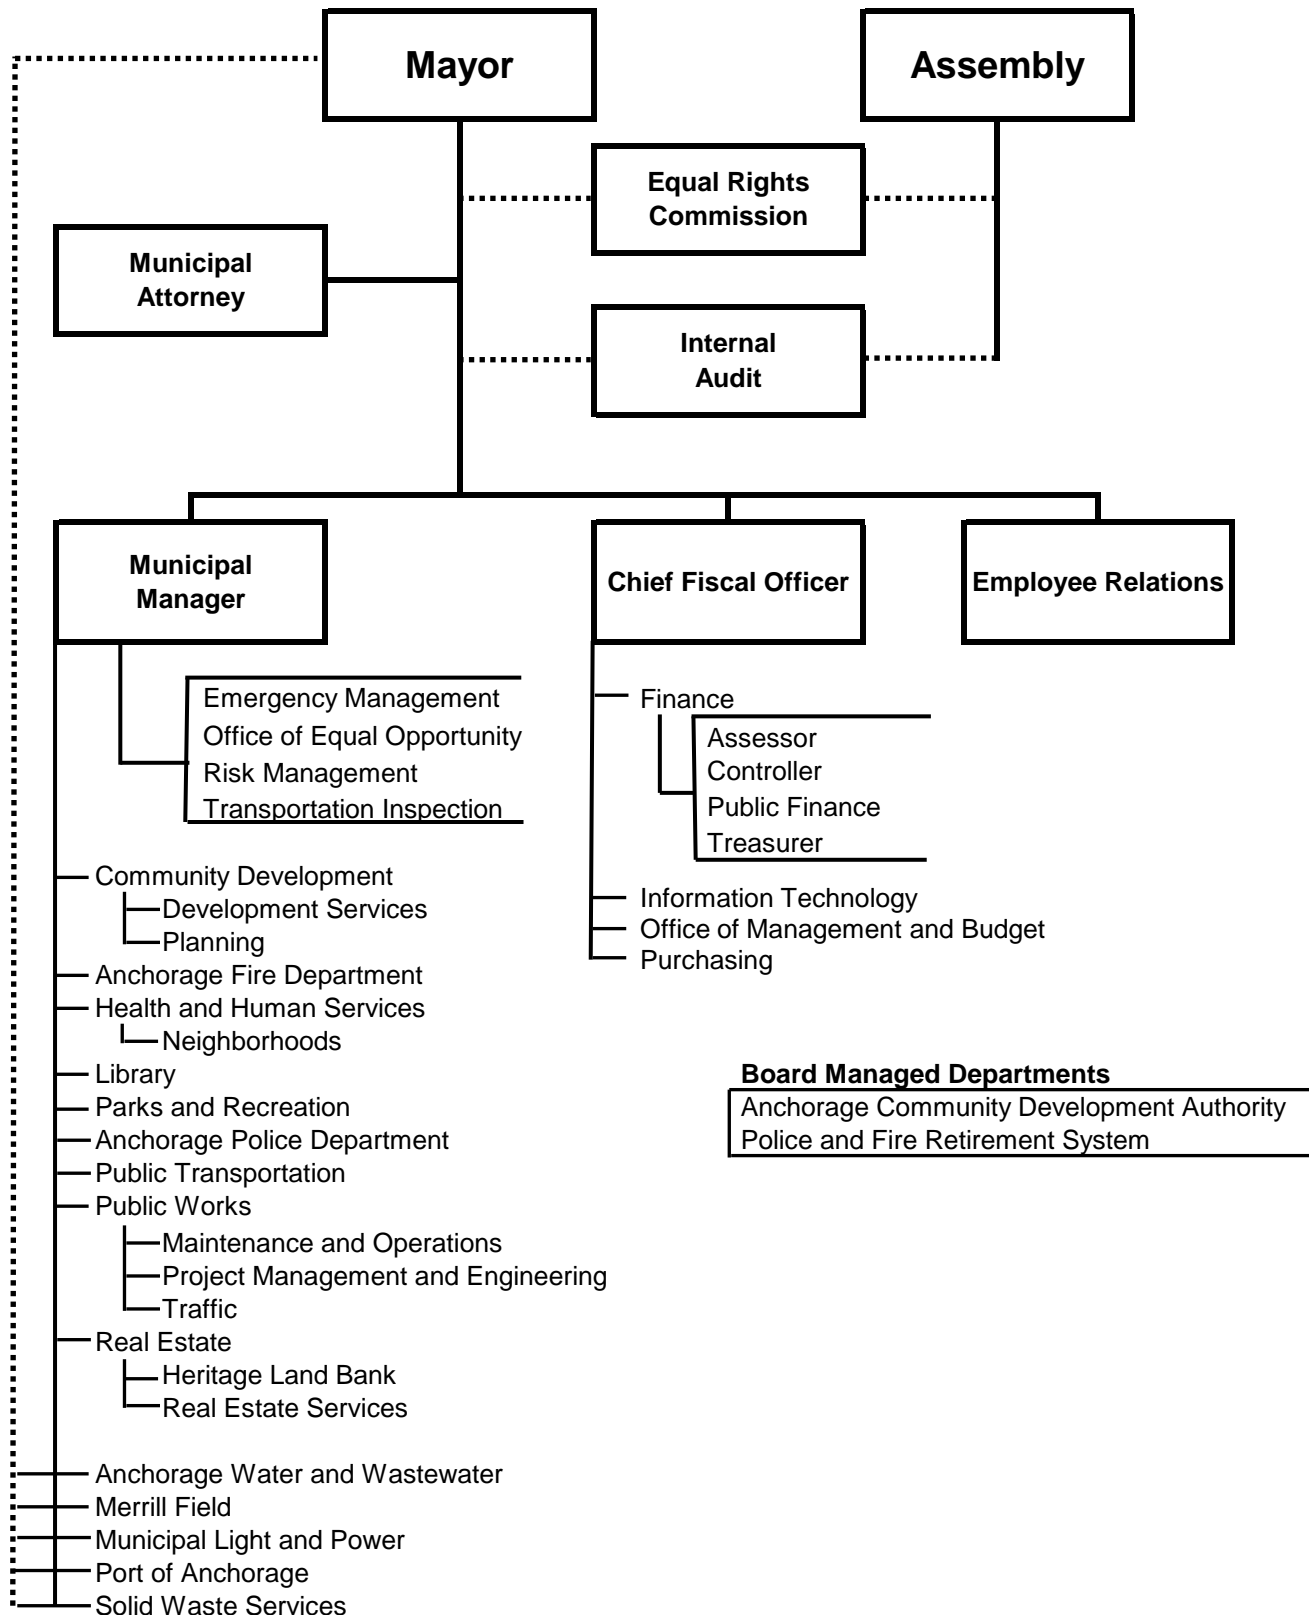 Mayor
Assembly
Equal Rights
Commission
Municipal
Attorney
Internal
Audit
Municipal
Manager
Chief Fiscal Officer
Employee Relations
Emergency Management
Office of Equal Opportunity
Risk Management
Transportation Inspection
Finance
Assessor
Controller
Public Finance
Treasurer
Information Technology
Office of Management and Budget
Purchasing
Community Development
Development Services
Planning
Anchorage Fire Department
Health and Human Services
Neighborhoods
Library
Parks and Recreation
Anchorage Police Department
Public Transportation
Public Works
Maintenance and Operations
Project Management and Engineering
Traffic
Real Estate
Heritage Land Bank
Real Estate Services
Anchorage Water and Wastewater
Merrill Field
Municipal Light and Power
Port of Anchorage
Solid Waste Services
Board Managed Departments
Anchorage Community Development Authority
Police and Fire Retirement System